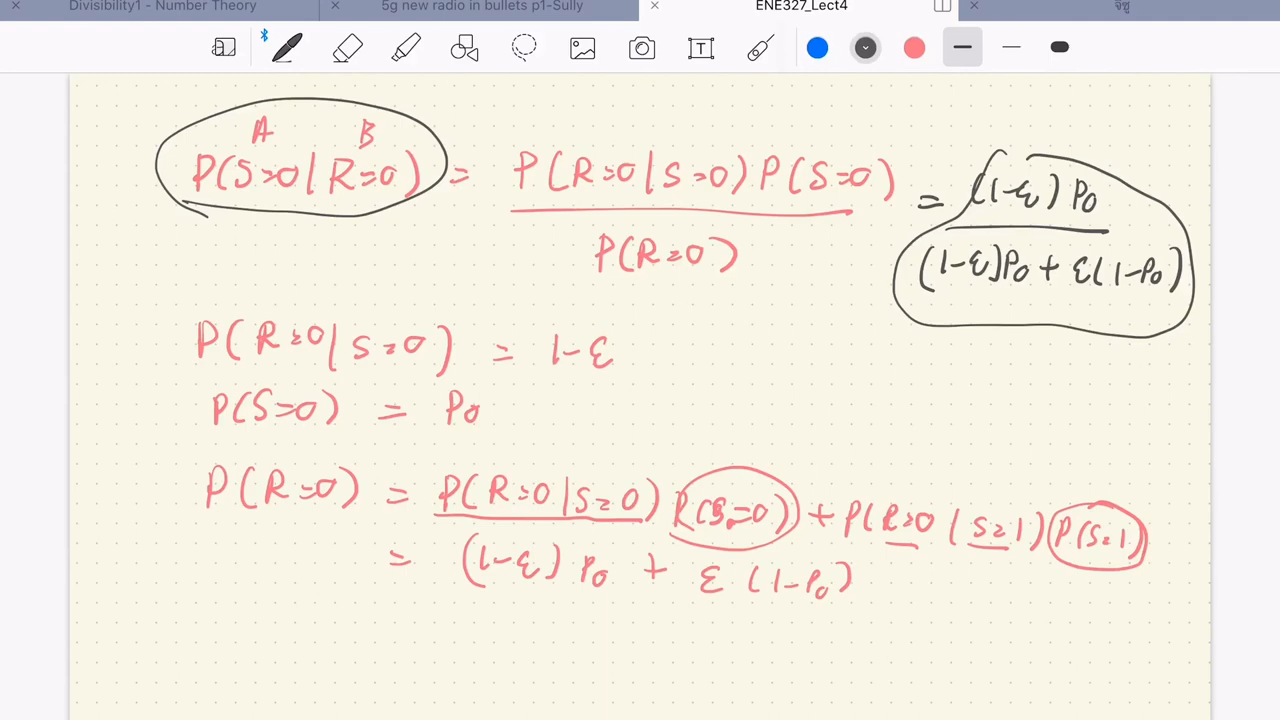 Divisibility1 - Number Theory
5g new radio in bullets p1-Sully
ENE327_Lect4
จีซู
A B
P(S=0|R=0) = P(R=0|S=0)P(S=0) = (1-ε)P0
P(R=0) (1-ε)P0 + ε(1-P0)
P(R=0|S=0) = 1-ε
P(S=0) = P0
P(R=0) = P(R=0|S=0) P(S=0) + P(R=0|S=1) P(S=1)
= (1-ε) P0 + ε (1-P0)